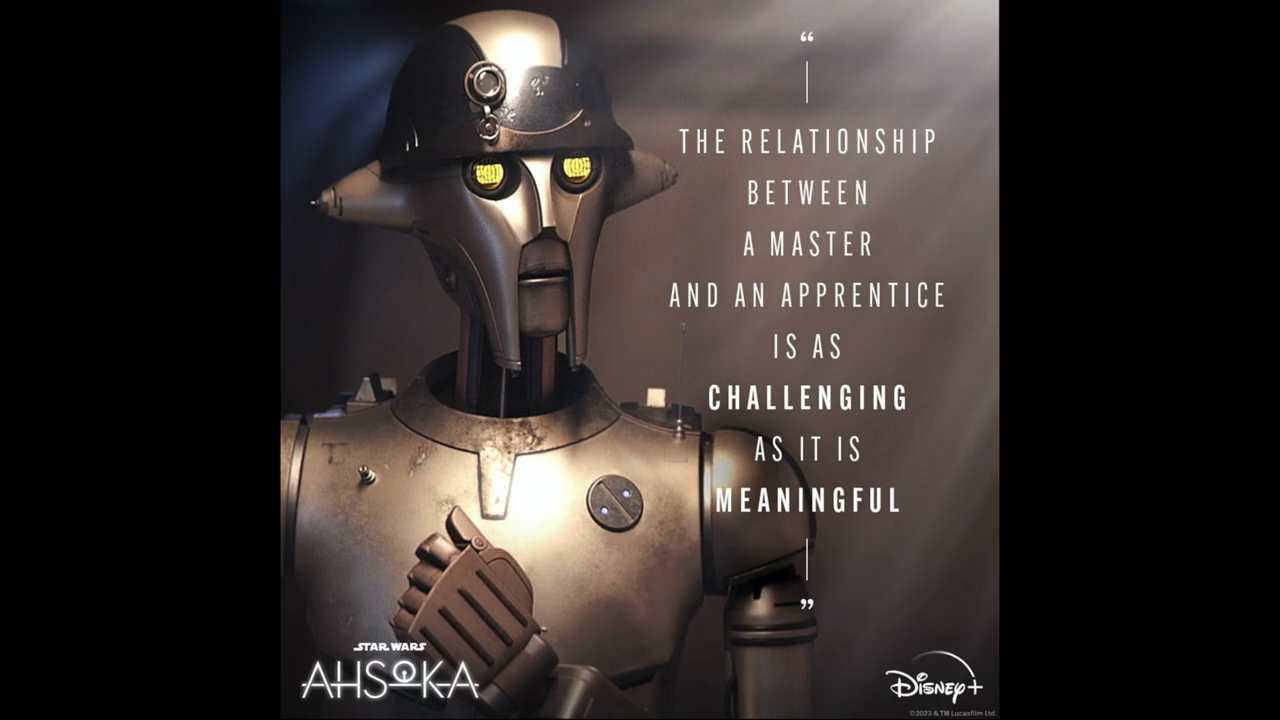 “
THE RELATIONSHIP
BETWEEN
A MASTER
AND AN APPRENTICE
IS AS
CHALLENGING
AS IT IS
MEANINGFUL
”
STAR WARS
AHSOKA
Disney+
©2023 & TM Lucasfilm Ltd.